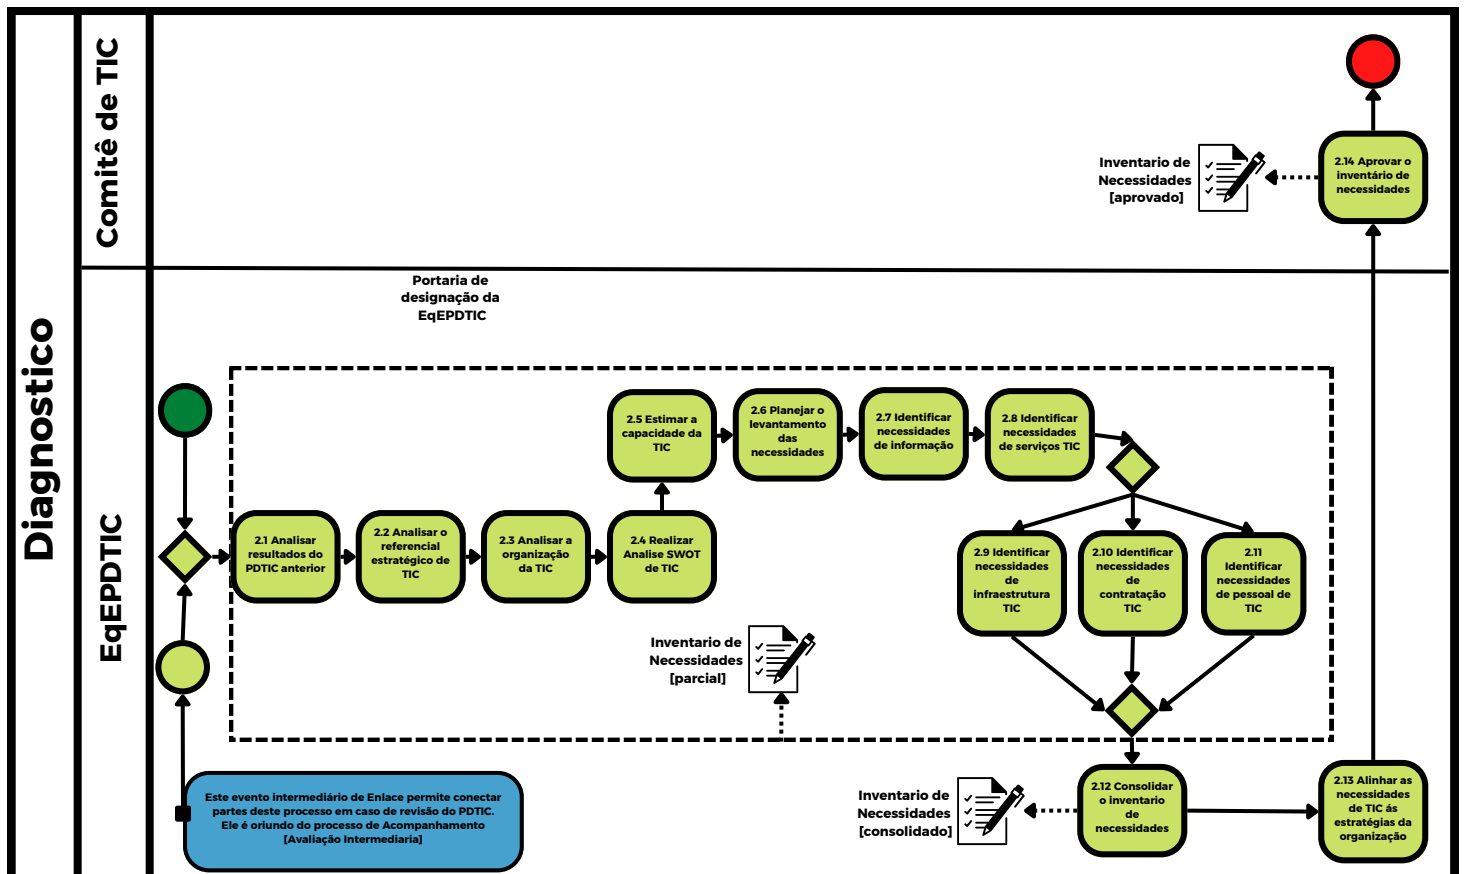 Diagnostico
Comitê de TIC
EqEPDTIC
Inventario de
Necessidades
[aprovado]
2.14 Aprovar o
inventário de
necessidades
Portaria de
designação da
EqEPDTIC
2.5 Estimar a
capacidade da
TIC
2.6 Planejar o
levantamento
das
necessidades
2.7 Identificar
necessidades
de informação
2.8 Identificar
necessidades
de serviços TIC
2.1 Analisar
resultados do
PDTIC anterior
2.2 Analisar o
referencial
estratégico de
TIC
2.3 Analisar a
organização
da TIC
2.4 Realizar
Analise SWOT
de TIC
2.9 Identificar
necessidades
de
infraestrutura
TIC
2.10 Identificar
necessidades
de
contratação
TIC
2.11
Identificar
necessidades
de pessoal de
TIC
Inventario de
Necessidades
[parcial]
Este evento intermediário de Enlace permite conectar
partes deste processo em caso de revisão do PDTIC.
Ele é oriundo do processo de Acompanhamento
[Avaliação Intermediaria]
Inventario de
Necessidades
[consolidado]
2.12 Consolidar
o inventario
de
necessidades
2.13 Alinhar as
necessidades
de TIC ás
estratégias da
organização